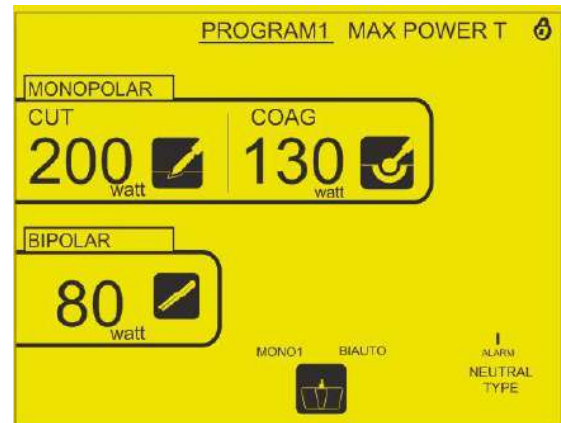 PROGRAM1 MAX POWER T
MONOPOLAR
CUT COAG
200 watt 130 watt
BIPOLAR
80 watt
MONO1 BIAUTO
ALARM
NEUTRAL
TYPE